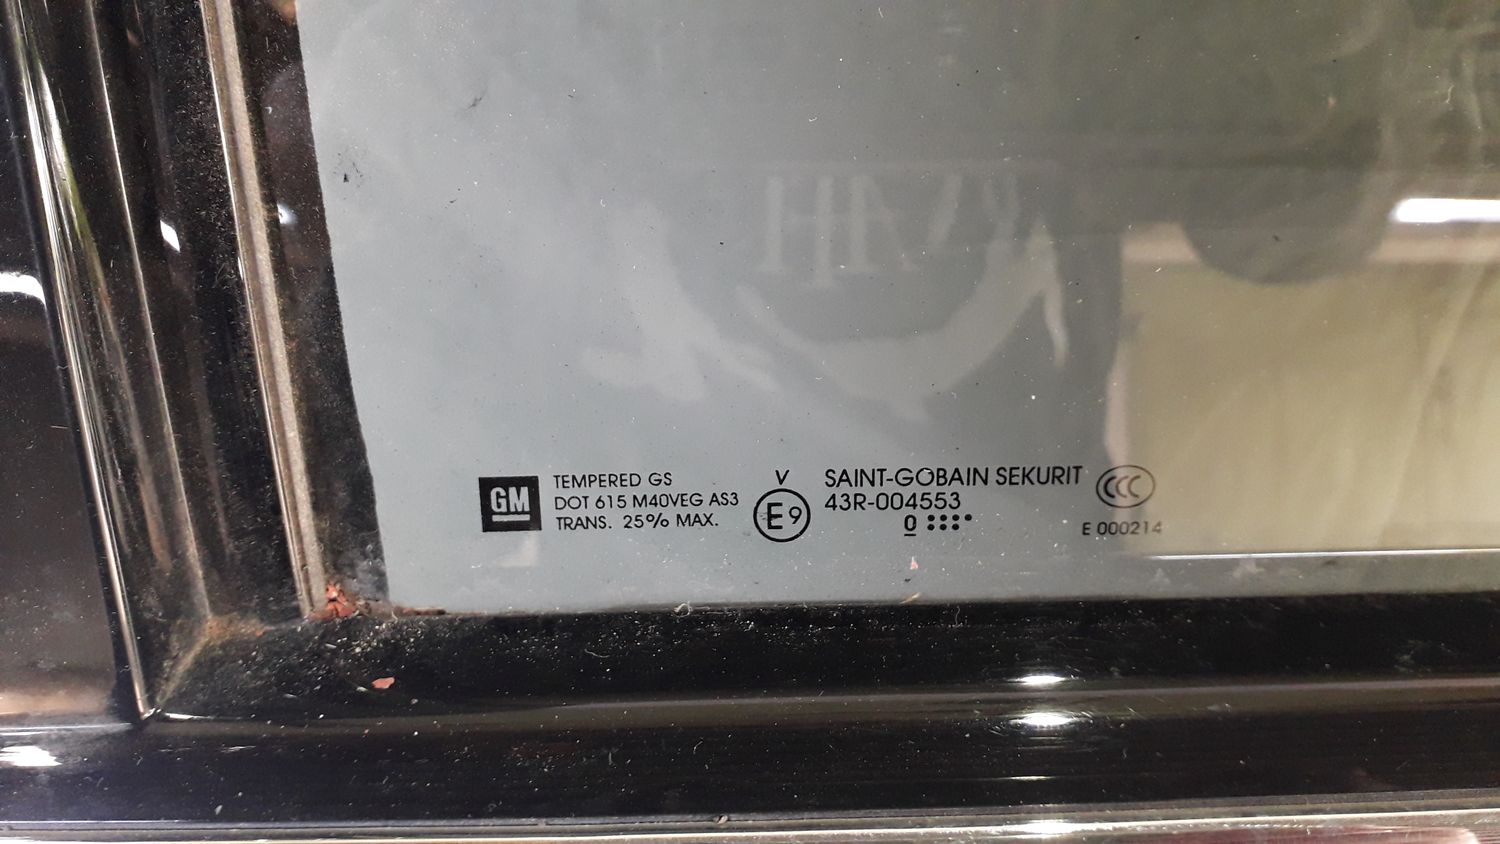 GM
TEMPERED GS
DOT 615 M40VEG AS3
TRANS. 25% MAX.
V
E9
SAINT-GOBAIN SEKURIT
43R-004553
0
CCC
E 000214